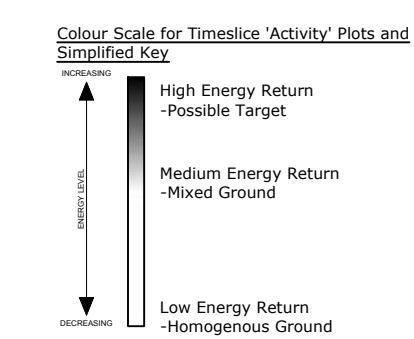 Colour Scale for Timeslice 'Activity' Plots and
Simplified Key
INCREASING
High Energy Return
-Possible Target
Medium Energy Return
-Mixed Ground
ENERGY LEVEL
Low Energy Return
-Homogenous Ground
DECREASING